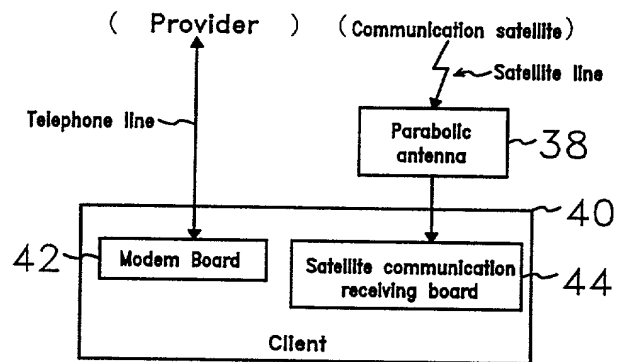 ( Provider )
(Communication satellite)
Satellite line
Telephone line
Parabolic
antenna
38
40
42
Modem Board
Satellite communication
receiving board
44
Client